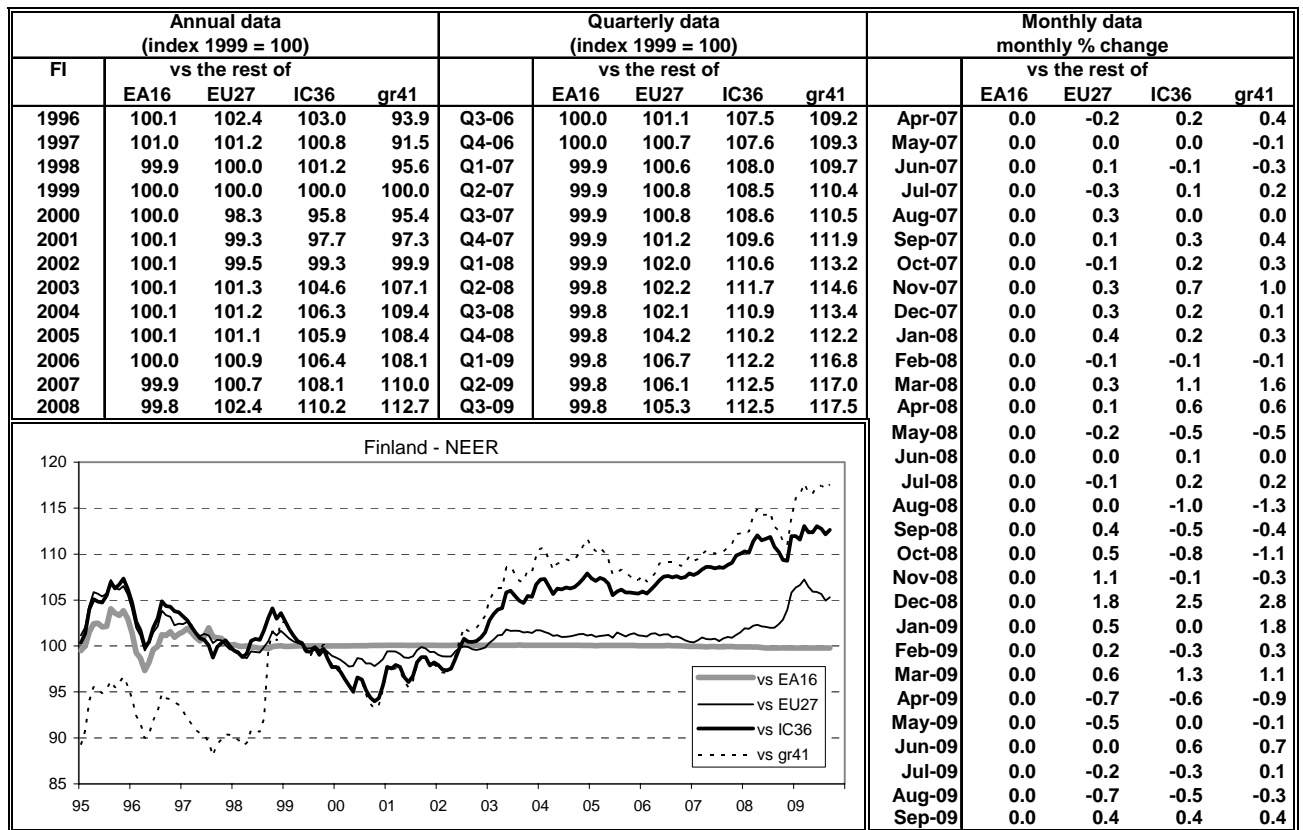 Annual data Quarterly data Monthly data
(index 1999 = 100) (index 1999 = 100) monthly % change
FI vs the rest of vs the rest of vs the rest of
EA16 EU27 IC36 gr41 EA16 EU27 IC36 gr41 EA16 EU27 IC36 gr41
1996 100.1 102.4 103.0 93.9 Q3-06 100.0 101.1 107.5 109.2 Apr-07 0.0 -0.2 0.2 0.4
1997 101.0 101.2 100.8 91.5 Q4-06 100.0 100.7 107.6 109.3 May-07 0.0 0.0 0.0 -0.1
1998 99.9 100.0 101.2 95.6 Q1-07 99.9 100.6 108.0 109.7 Jun-07 0.0 0.1 -0.1 -0.3
1999 100.0 100.0 100.0 100.0 Q2-07 99.9 100.8 108.5 110.4 Jul-07 0.0 -0.3 0.1 0.2
2000 100.0 98.3 95.8 95.4 Q3-07 99.9 100.8 108.6 110.5 Aug-07 0.0 0.3 0.0 0.0
2001 100.1 99.3 97.7 97.3 Q4-07 99.9 101.2 109.6 111.9 Sep-07 0.0 0.1 0.3 0.4
2002 100.1 99.5 99.3 99.9 Q1-08 99.9 102.0 110.6 113.2 Oct-07 0.0 -0.1 0.2 0.3
2003 100.1 101.3 104.6 107.1 Q2-08 99.8 102.2 111.7 114.6 Nov-07 0.0 0.3 0.7 1.0
2004 100.1 101.2 106.3 109.4 Q3-08 99.8 102.1 110.9 113.4 Dec-07 0.0 0.3 0.2 0.1
2005 100.1 101.1 105.9 108.4 Q4-08 99.8 104.2 110.2 112.2 Jan-08 0.0 0.4 0.2 0.3
2006 100.0 100.9 106.4 108.1 Q1-09 99.8 106.7 112.2 116.8 Feb-08 0.0 -0.1 -0.1 -0.1
2007 99.9 100.7 108.1 110.0 Q2-09 99.8 106.1 112.5 117.0 Mar-08 0.0 0.3 1.1 1.6
2008 99.8 102.4 110.2 112.7 Q3-09 99.8 105.3 112.5 117.5 Apr-08 0.0 0.1 0.6 0.6
May-08 0.0 -0.2 -0.5 -0.5
Jun-08 0.0 0.0 0.1 0.0
Jul-08 0.0 -0.1 0.2 0.2
Aug-08 0.0 0.0 -1.0 -1.3
Sep-08 0.0 0.4 -0.5 -0.4
Oct-08 0.0 0.5 -0.8 -1.1
Nov-08 0.0 1.1 -0.1 -0.3
Dec-08 0.0 1.8 2.5 2.8
Jan-09 0.0 0.5 0.0 1.8
Feb-09 0.0 0.2 -0.3 0.3
Mar-09 0.0 0.6 1.3 1.1
Apr-09 0.0 -0.7 -0.6 -0.9
May-09 0.0 -0.5 0.0 -0.1
Jun-09 0.0 0.0 0.6 0.7
Jul-09 0.0 -0.2 -0.3 0.1
Aug-09 0.0 -0.7 -0.5 -0.3
Sep-09 0.0 0.4 0.4 0.4
Finland - NEER
120
115
110
105
100
95
90
85
vs EA16
vs EU27
vs IC36
vs gr41
95 96 97 98 99 00 01 02 03 04 05 06 07 08 09